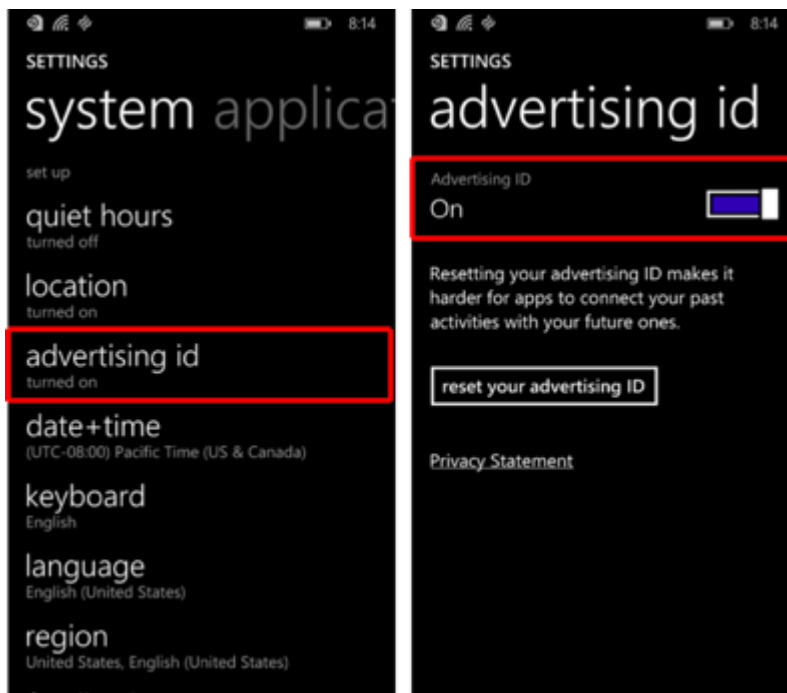 8:14
SETTINGS
system applica
set up
quiet hours
turned off
location
turned on
advertising id
turned on
date+time
(UTC-08:00) Pacific Time (US & Canada)
keyboard
English
language
English (United States)
region
United States, English (United States)
8:14
SETTINGS
advertising id
Advertising ID
On
Resetting your advertising ID makes it
harder for apps to connect your past
activities with your future ones.
reset your advertising ID
Privacy Statement